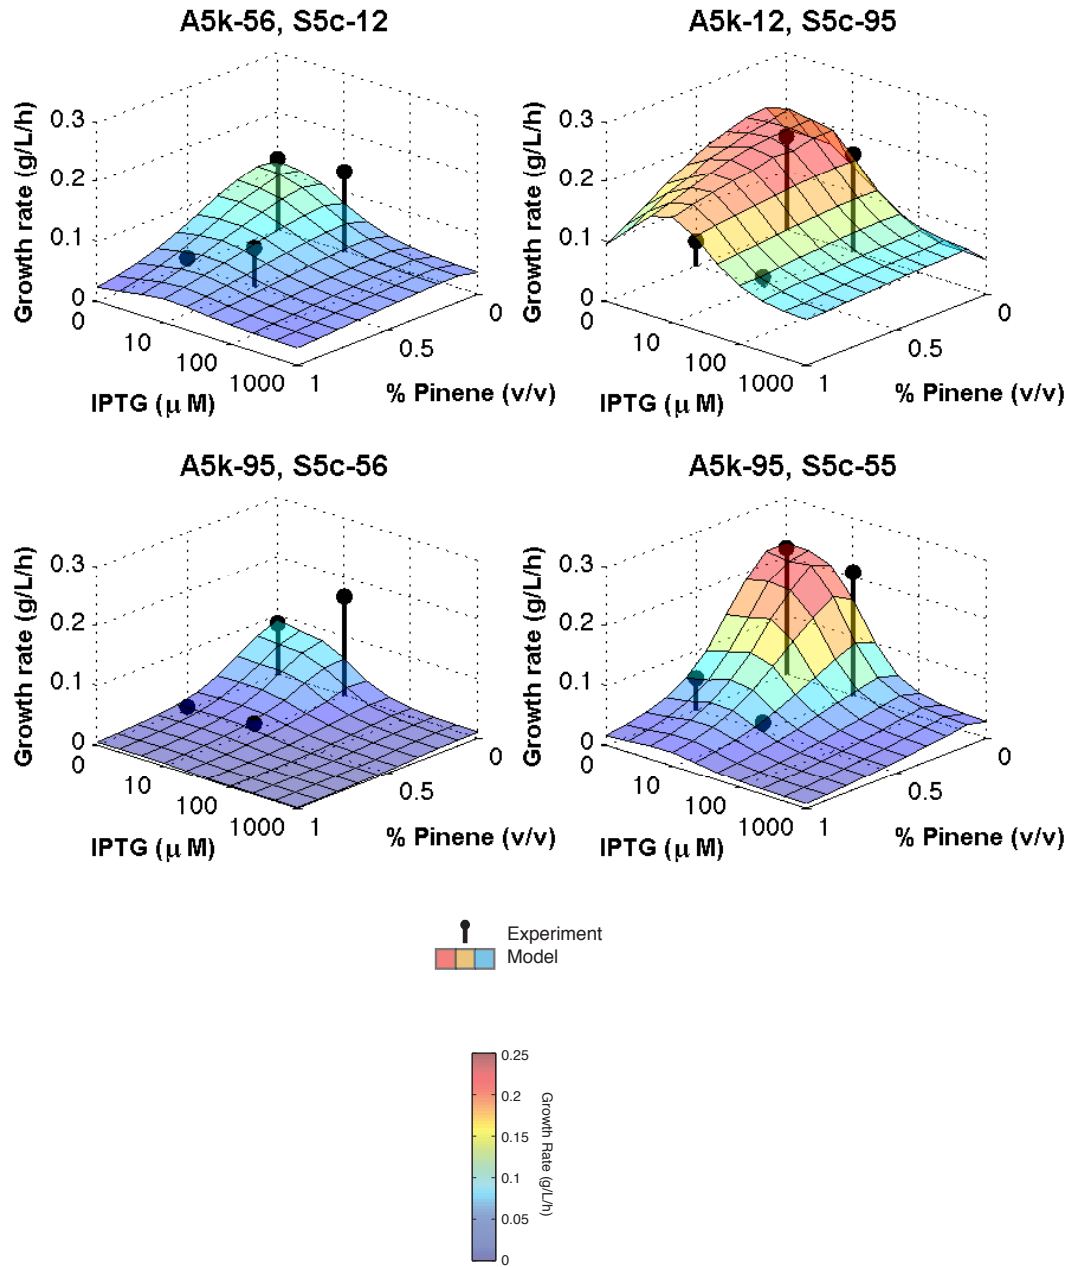 A5k-56, S5c-12
Growth rate (g/L/h)
0.3
0.2
0.1
0
0
10
100
1000
IPTG (μ M)
1
0.5
0
% Pinene (v/v)
A5k-12, S5c-95
Growth rate (g/L/h)
0.3
0.2
0.1
0
0
10
100
1000
IPTG (μ M)
1
0.5
0
% Pinene (v/v)
A5k-95, S5c-56
Growth rate (g/L/h)
0.3
0.2
0.1
0
0
10
100
1000
IPTG (μ M)
1
0.5
0
% Pinene (v/v)
A5k-95, S5c-55
Growth rate (g/L/h)
0.3
0.2
0.1
0
0
10
100
1000
IPTG (μ M)
1
0.5
0
% Pinene (v/v)
Experiment
Model
0.25
0.2
0.15
0.1
0.05
0
Growth Rate (g/L/h)